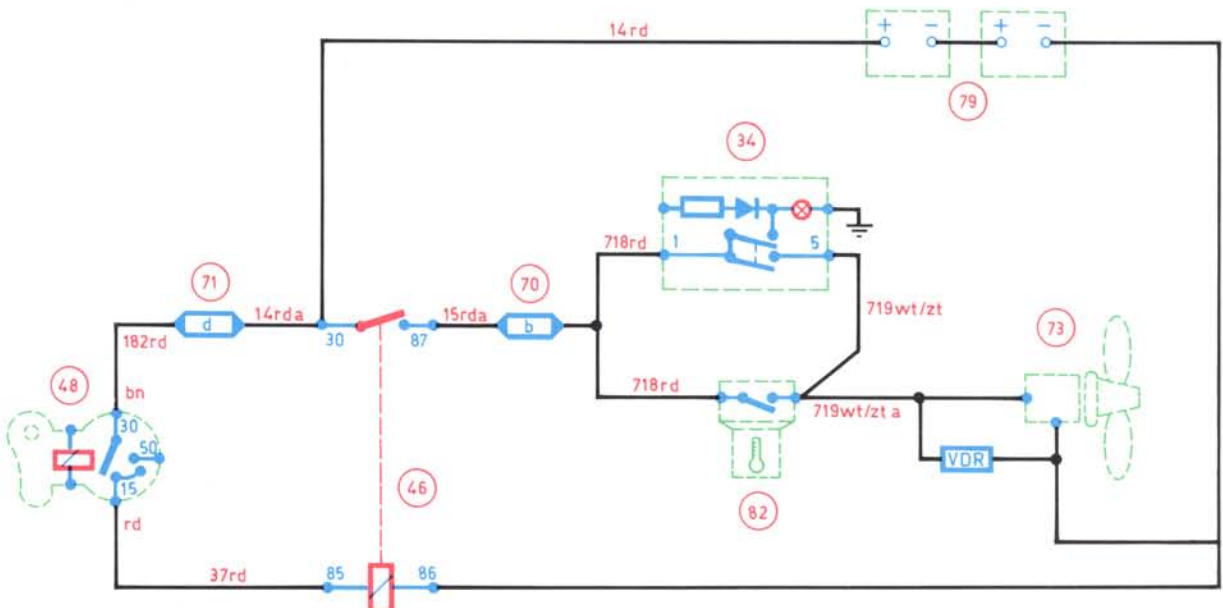 14rd
+ - + -
79
34
718rd 1 5
71
70
719wt/zt
d 14rda 15rda b
182rd 30 87
73
48
bn
718rd
719wt/zt a
30
50
VDR
15
46
82
rd
37rd 85 86